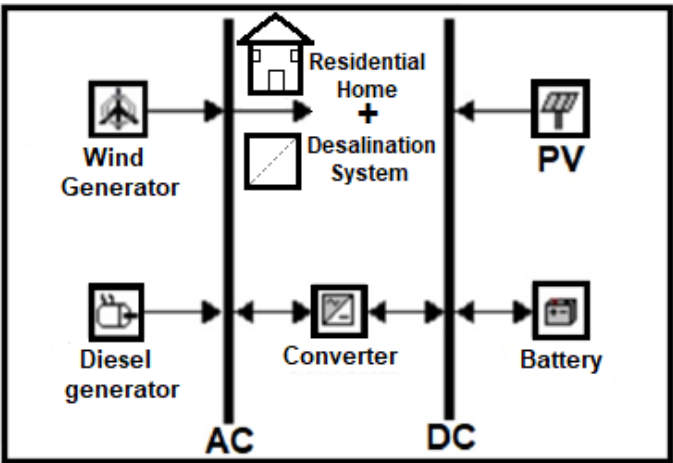 Residential
Home
+
Desalination
System
Wind
Generator
PV
Diesel
generator
Converter
Battery
AC
DC